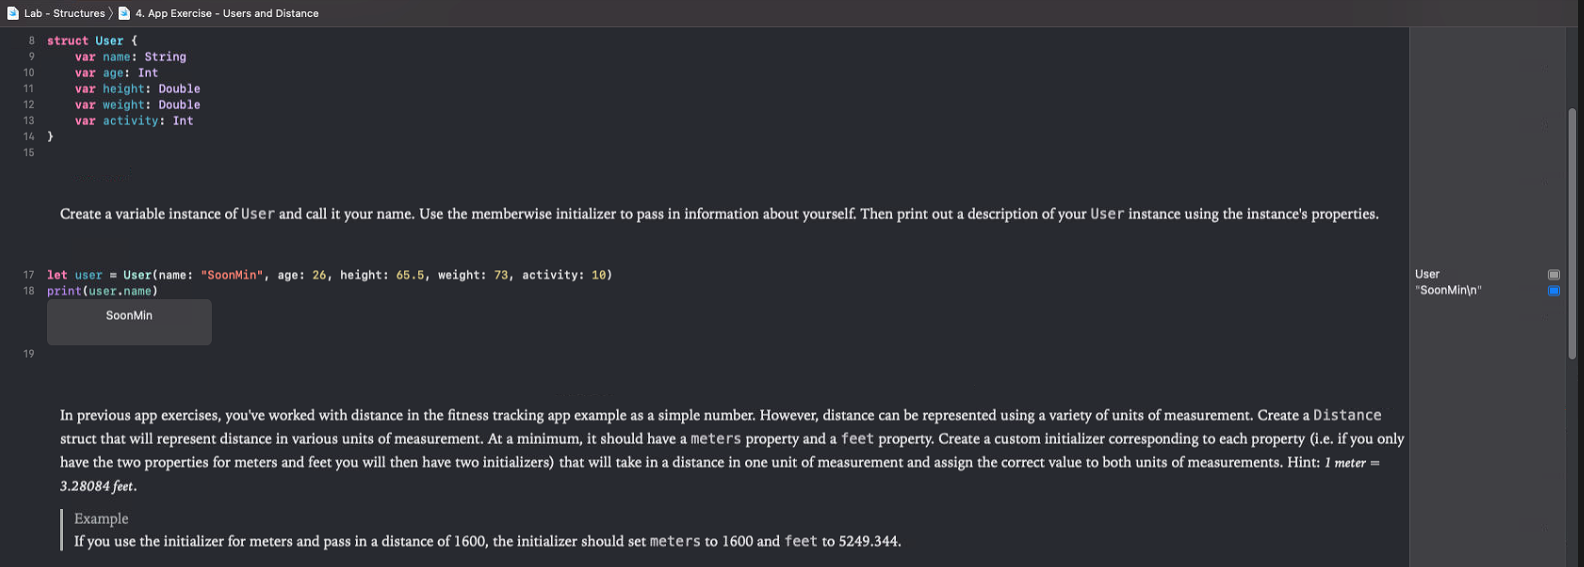 Lab - Structures 〉 4. App Exercise - Users and Distance
8 struct User {
9 var name: String
10 var age: Int
11 var height: Double
12 var weight: Double
13 var activity: Int
14 }
15
Create a variable instance of User and call it your name. Use the memberwise initializer to pass in information about yourself. Then print out a description of your User instance using the instance's properties.
17 let user = User(name: "SoonMin", age: 26, height: 65.5, weight: 73, activity: 10)
User
18 print(user.name)
"SoonMin\n"
SoonMin
19
In previous app exercises, you've worked with distance in the fitness tracking app example as a simple number. However, distance can be represented using a variety of units of measurement. Create a Distance
struct that will represent distance in various units of measurement. At a minimum, it should have a meters property and a feet property. Create a custom initializer corresponding to each property (i.e. if you only
have the two properties for meters and feet you will then have two initializers) that will take in a distance in one unit of measurement and assign the correct value to both units of measurements. Hint: 1 meter =
3.28084 feet.
Example
If you use the initializer for meters and pass in a distance of 1600, the initializer should set meters to 1600 and feet to 5249.344.